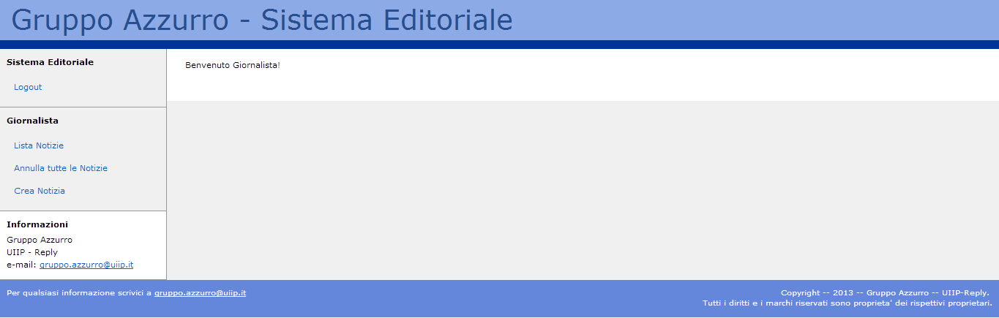 Gruppo Azzurro - Sistema Editoriale
Sistema Editoriale
Logout
Giornalista
Lista Notizie
Annulla tutte le Notizie
Crea Notizia
Informazioni
Gruppo Azzurro
UIIP - Reply
e-mail: gruppo.azzurro@uiip.it
Benvenuto Giornalista!
Per qualsiasi informazione scrivici a gruppo.azzurro@uiip.it
Copyright -- 2013 -- Gruppo Azzurro -- UIIP-Reply.
Tutti i diritti e i marchi riservati sono proprieta' dei rispettivi proprietari.